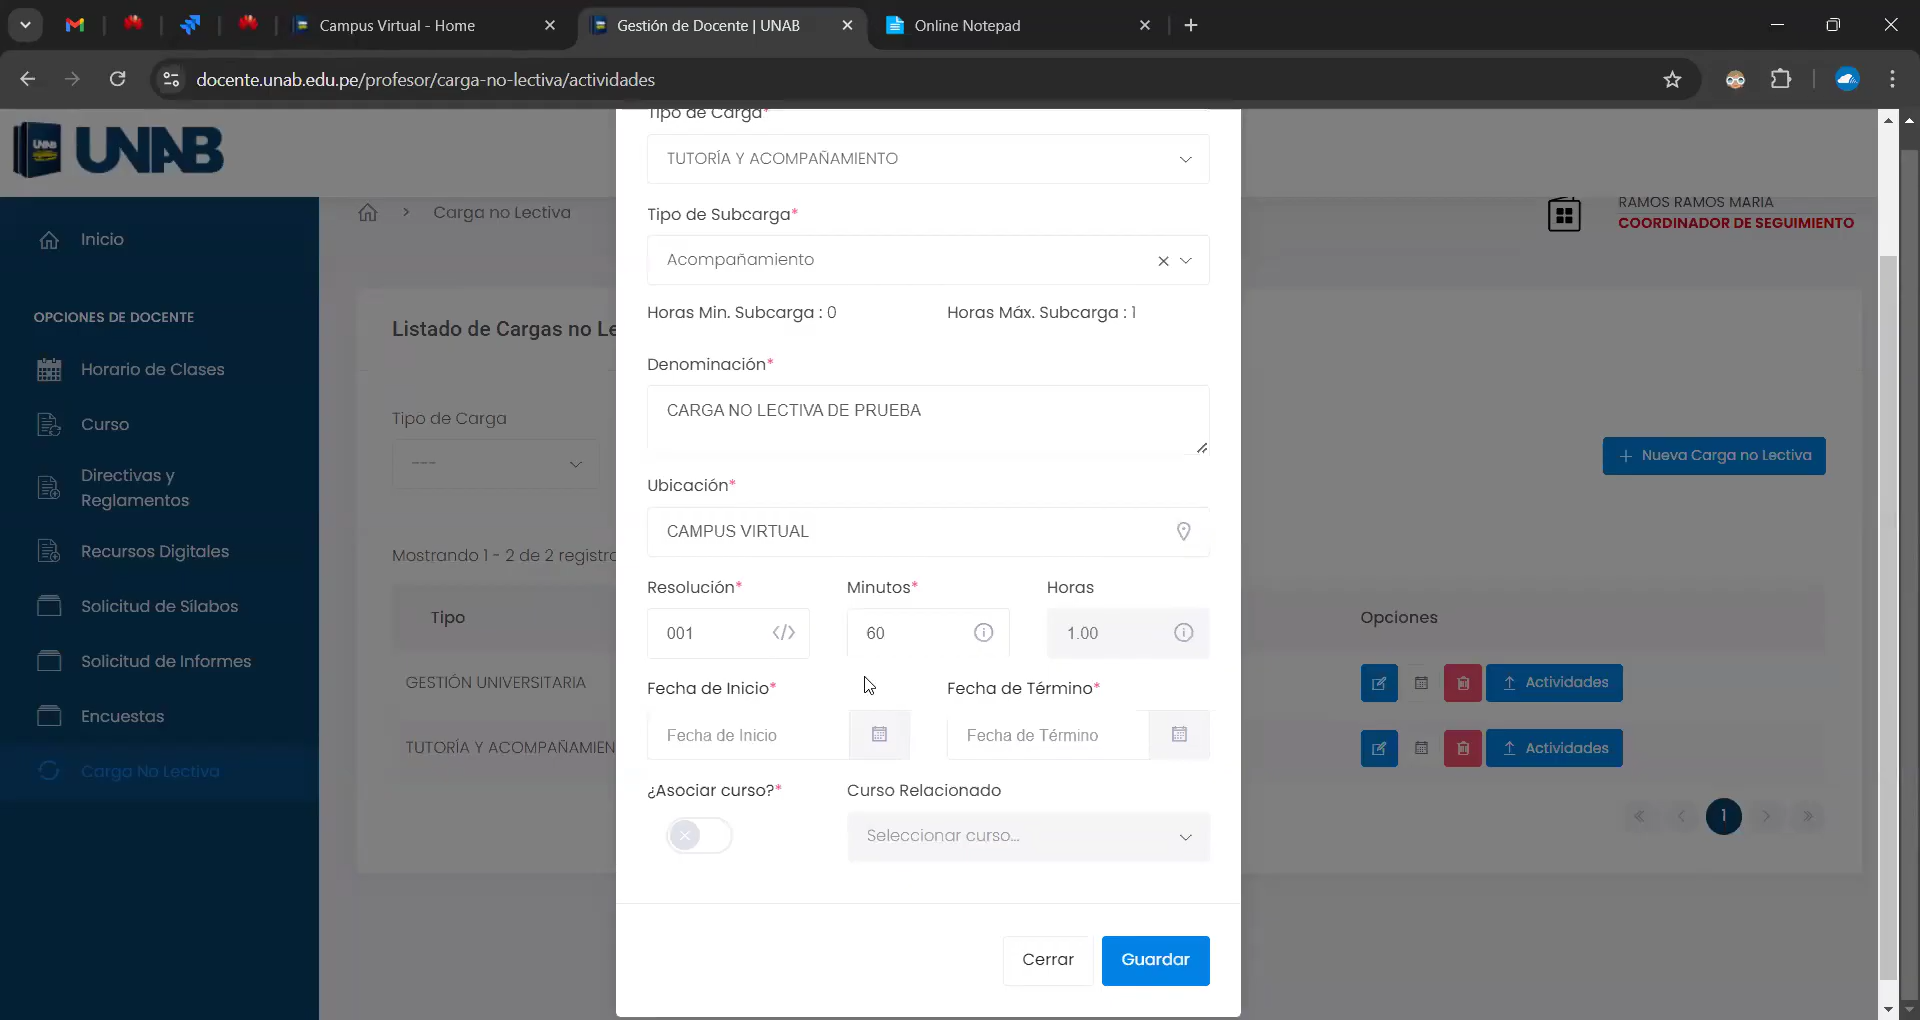 Campus Virtual - Home
Gestión de Docente | UNAB
Online Notepad
docente.unab.edu.pe/profesor/carga-no-lectiva/actividades
UNAB
UNAB
Carga no Lectiva
RAMOS RAMOS MARIA
COORDINADOR DE SEGUIMIENTO
Inicio
OPCIONES DE DOCENTE
Horario de Clases
Curso
Directivas y
Reglamentos
Recursos Digitales
Solicitud de Sílabos
Solicitud de Informes
Encuestas
Carga No Lectiva
Listado de Cargas no Le
Tipo de Carga
---
Nueva Carga no Lectiva
Mostrando 1 - 2 de 2 registro
Tipo
Opciones
GESTIÓN UNIVERSITARIA
Actividades
TUTORÍA Y ACOMPAÑAMIEN
Actividades
« ‹ 1 › »
Tipo de Carga*
TUTORÍA Y ACOMPAÑAMIENTO
Tipo de Subcarga*
Acompañamiento
Horas Min. Subcarga : 0
Horas Máx. Subcarga : 1
Denominación*
CARGA NO LECTIVA DE PRUEBA
Ubicación*
CAMPUS VIRTUAL
Resolución* Minutos* Horas
001 60 1.00
Fecha de Inicio* Fecha de Término*
Fecha de Inicio Fecha de Término
¿Asociar curso?* Curso Relacionado
Seleccionar curso...
Cerrar Guardar